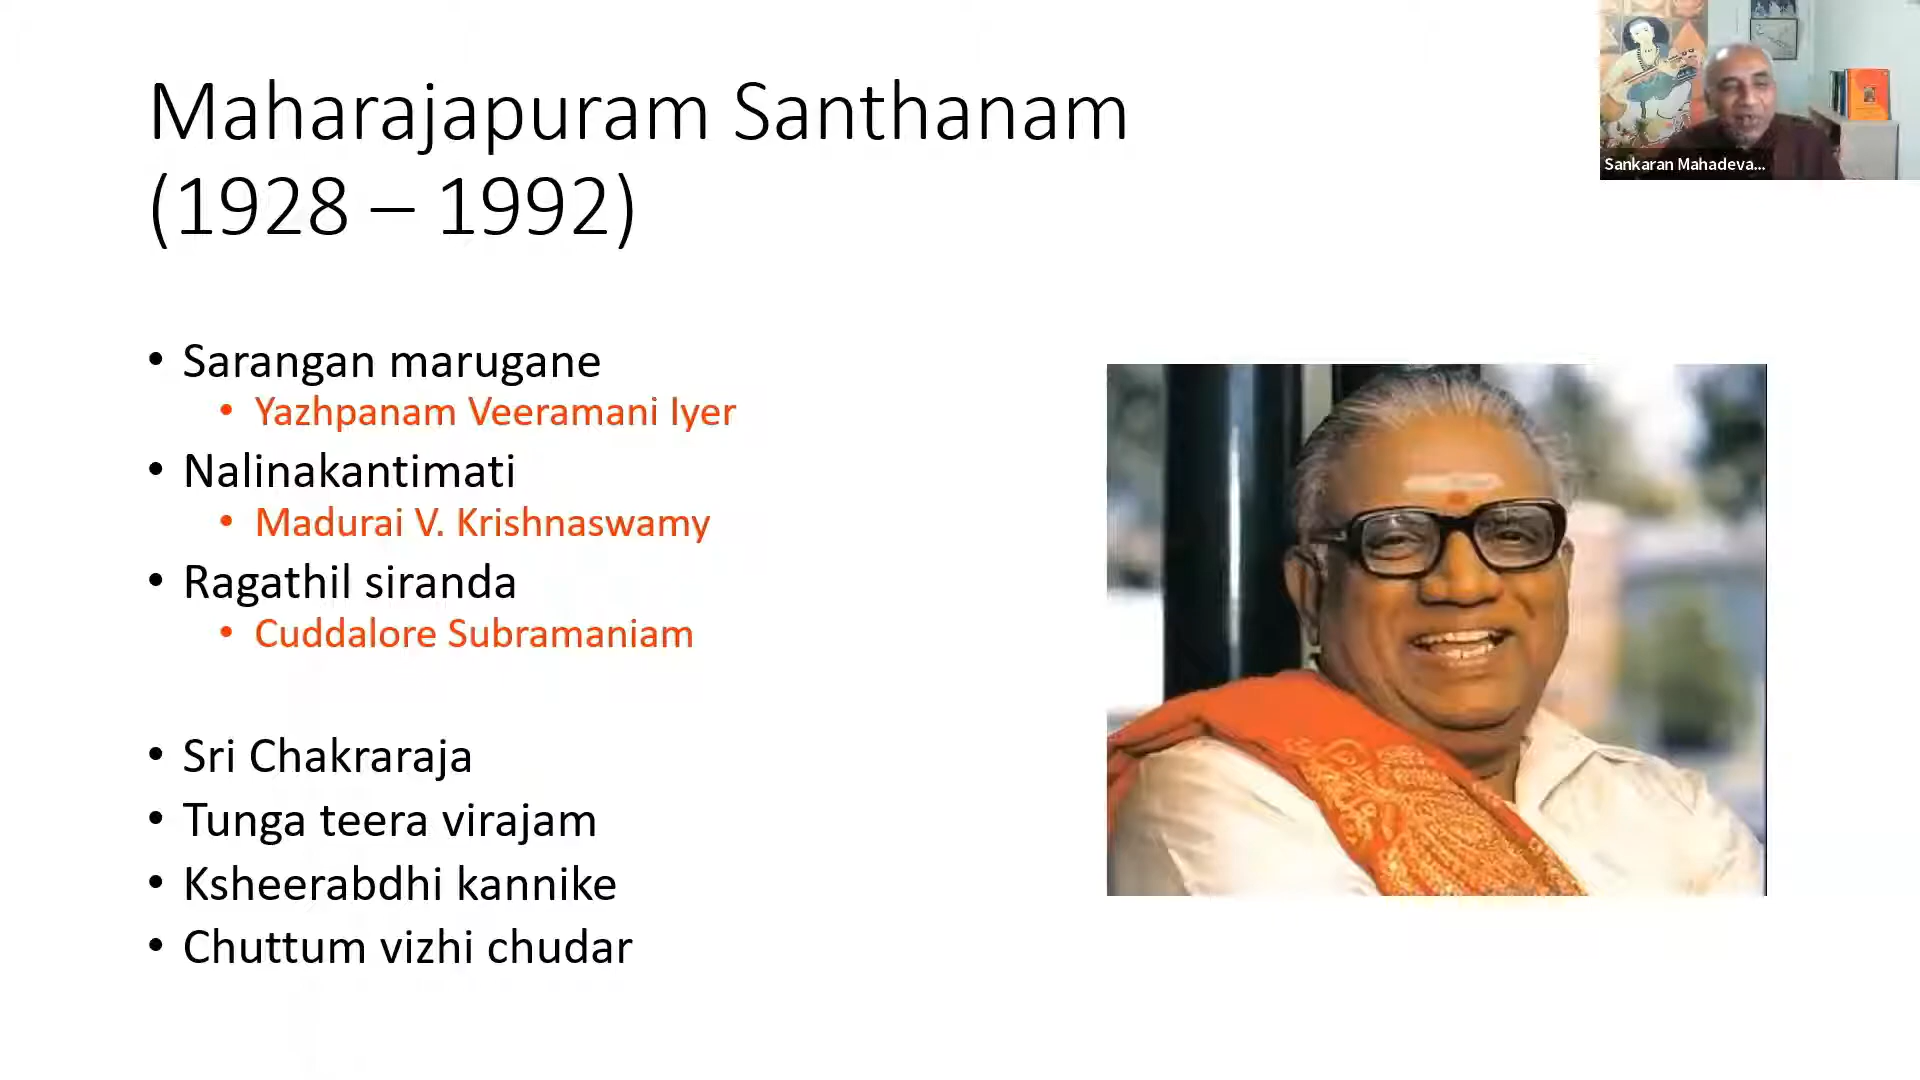 Maharajapuram Santhanam
(1928 – 1992)
Sankaran Mahadeva...
• Sarangan marugane
• Yazhpanam Veeramani Iyer
• Nalinakantimati
• Madurai V. Krishnaswamy
• Ragathil siranda
• Cuddalore Subramaniam
• Sri Chakraraja
• Tunga teera virajam
• Ksheerabdhi kannike
• Chuttum vizhi chudar